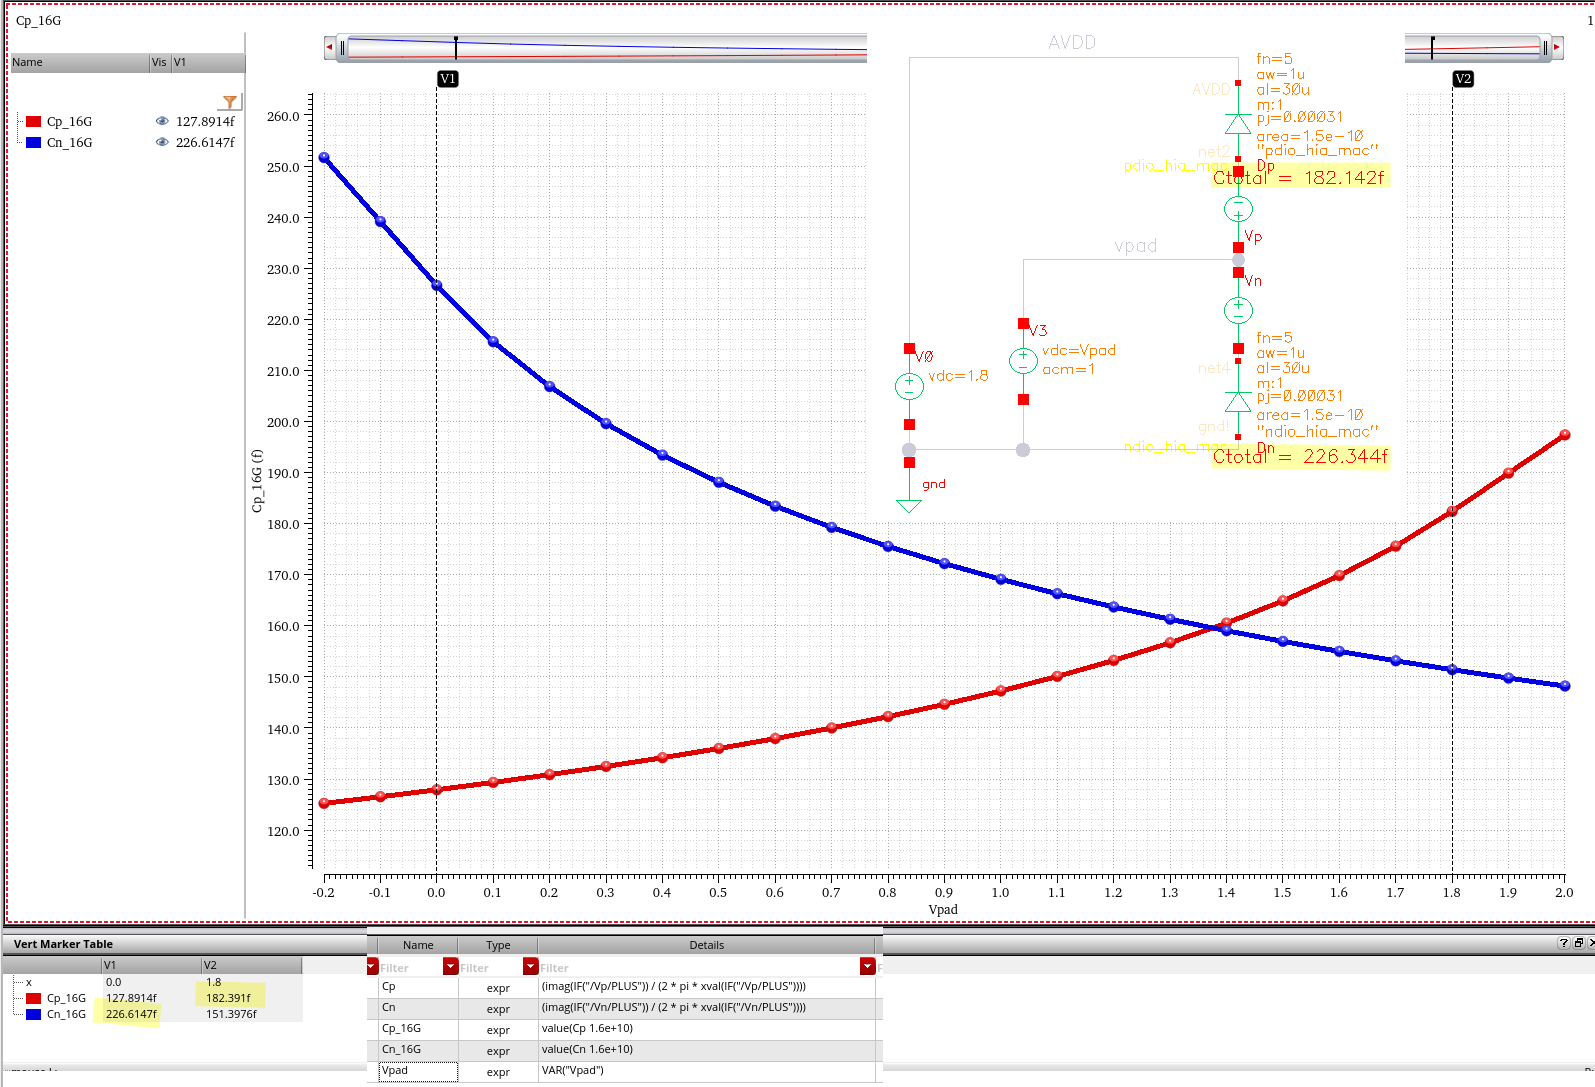 Cp_16G
1
Name Vis V1
Cp_16G 127.8914f
Cn_16G 226.6147f
V1
V2
260.0
250.0
240.0
230.0
220.0
210.0
200.0
190.0
180.0
170.0
160.0
150.0
140.0
130.0
120.0
Cp_16G (f)
-0.2 -0.1 0.0 0.1 0.2 0.3 0.4 0.5 0.6 0.7 0.8 0.9 1.0 1.1 1.2 1.3 1.4 1.5 1.6 1.7 1.8 1.9 2.0
Vpad
AVDD
fn=5
aw=1u
AVDD
al=30u
m:1
pj=0.00031
area=1.5e-10
net2
"pdio_hia_mac"
pdio_hia_mac
Dp
Ctotal = 182.142f
Vp
vpad
Vn
V3
vdc=Vpad
acm=1
V0
vdc=1.8
fn=5
aw=1u
net4
al=30u
m:1
pj=0.00031
area=1.5e-10
gnd!
"ndio_hia_mac"
ndio_hia_mac
Dn
Ctotal = 226.344f
gnd
Vert Marker Table
V1 V2
x 0.0 1.8
Cp_16G 127.8914f 182.391f
Cn_16G 226.6147f 151.3976f
Name Type Details
Filter Filter Filter F
Cp expr (imag(IF("/Vp/PLUS")) / (2 * pi * xval(IF("/Vp/PLUS"))))
Cn expr (imag(IF("/Vn/PLUS")) / (2 * pi * xval(IF("/Vn/PLUS"))))
Cp_16G expr value(Cp 1.6e+10)
Cn_16G expr value(Cn 1.6e+10)
Vpad expr VAR("Vpad")